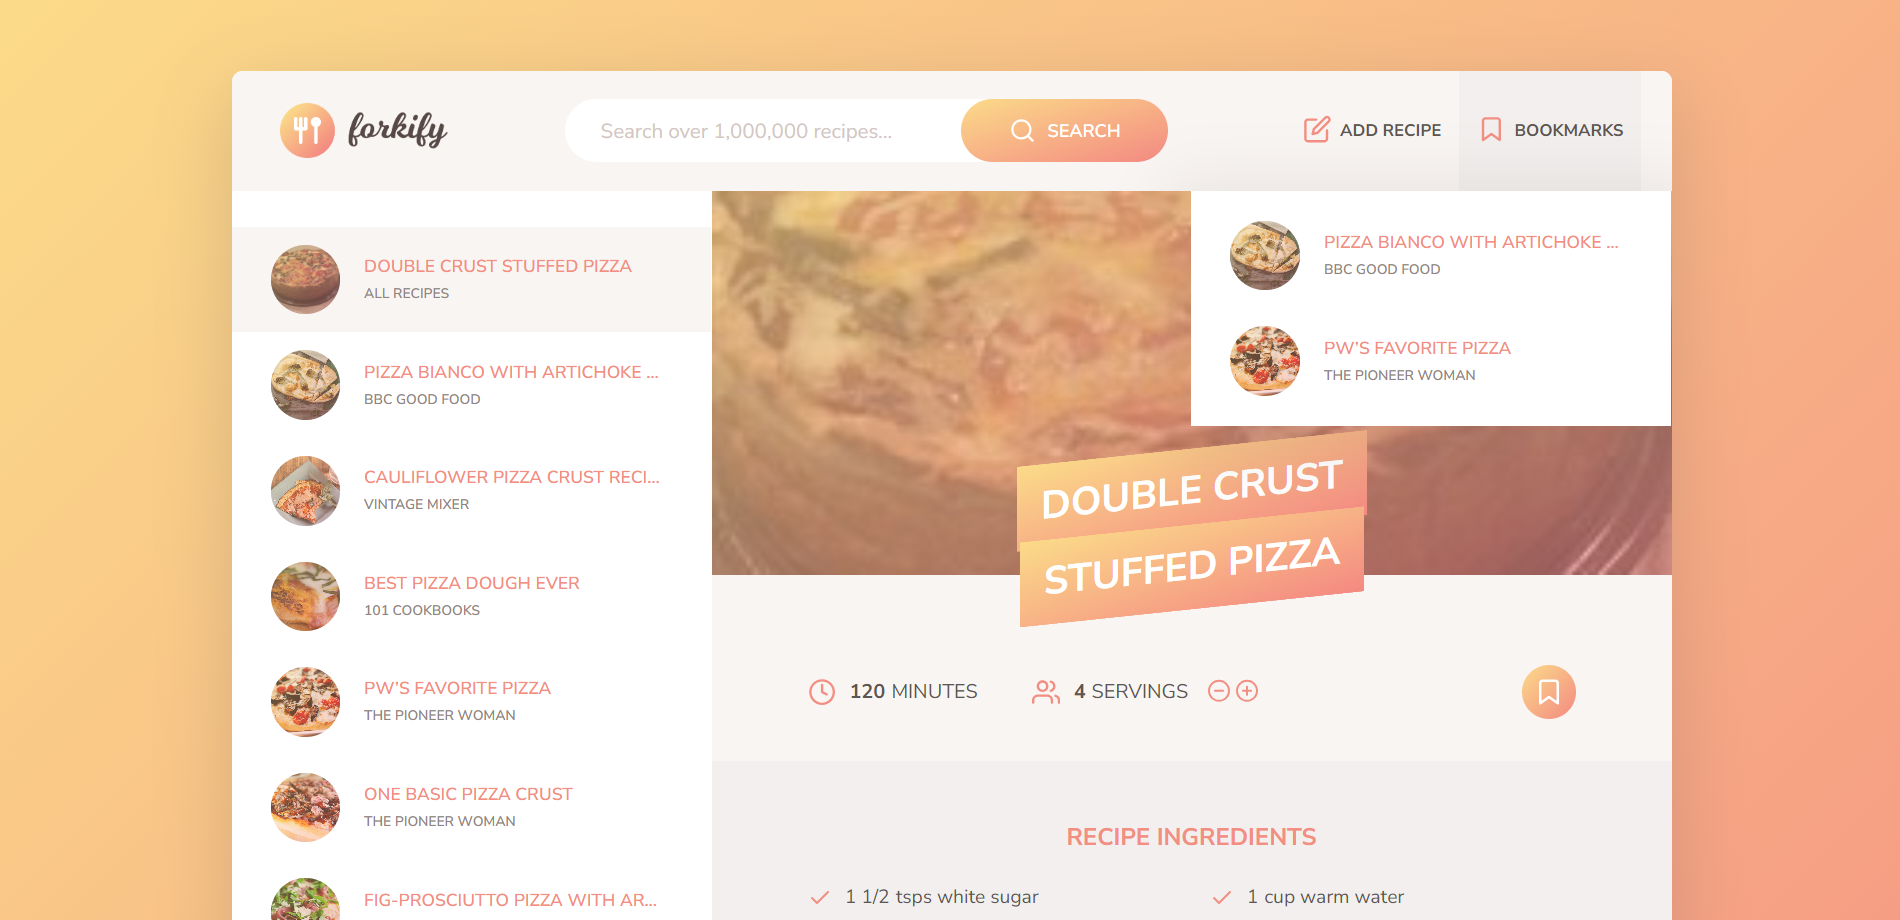 forkify
Search over 1,000,000 recipes...
SEARCH
ADD RECIPE
BOOKMARKS
DOUBLE CRUST STUFFED PIZZA
ALL RECIPES
PIZZA BIANCO WITH ARTICHOKE ...
BBC GOOD FOOD
CAULIFLOWER PIZZA CRUST RECI...
VINTAGE MIXER
BEST PIZZA DOUGH EVER
101 COOKBOOKS
PW'S FAVORITE PIZZA
THE PIONEER WOMAN
ONE BASIC PIZZA CRUST
THE PIONEER WOMAN
FIG-PROSCIUTTO PIZZA WITH AR...
PIZZA BIANCO WITH ARTICHOKE ...
BBC GOOD FOOD
PW'S FAVORITE PIZZA
THE PIONEER WOMAN
DOUBLE CRUST
STUFFED PIZZA
120 MINUTES
4 SERVINGS
RECIPE INGREDIENTS
1 1/2 tsps white sugar
1 cup warm water